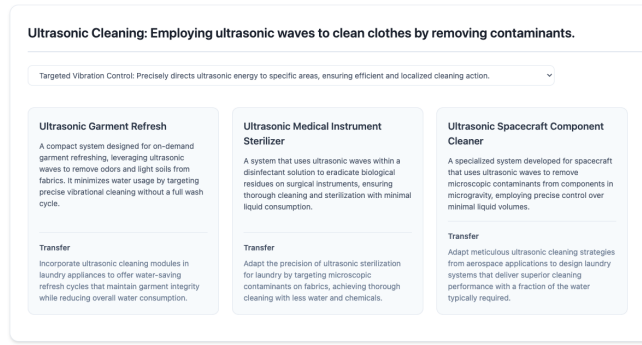 Ultrasonic Cleaning: Employing ultrasonic waves to clean clothes by removing contaminants.
Targeted Vibration Control: Precisely directs ultrasonic energy to specific areas, ensuring efficient and localized cleaning action.
Ultrasonic Garment Refresh
A compact system designed for on-demand
garment refreshing, leveraging ultrasonic
waves to remove odors and light soils from
fabrics. It minimizes water usage by targeting
precise vibrational cleaning without a full wash
cycle.
Transfer
Incorporate ultrasonic cleaning modules in
laundry appliances to offer water-saving
refresh cycles that maintain garment integrity
while reducing overall water consumption.
Ultrasonic Medical Instrument
Sterilizer
A system that uses ultrasonic waves within a
disinfectant solution to eradicate biological
residues on surgical instruments, ensuring
thorough cleaning and sterilization with minimal
liquid consumption.
Transfer
Adapt the precision of ultrasonic sterilization
for laundry by targeting microscopic
contaminants on fabrics, achieving thorough
cleaning with less water and chemicals.
Ultrasonic Spacecraft Component
Cleaner
A specialized system developed for spacecraft
that uses ultrasonic waves to remove
microscopic contaminants from components in
microgravity, employing precise control over
minimal liquid volumes.
Transfer
Adapt meticulous ultrasonic cleaning strategies
from aerospace applications to design laundry
systems that deliver superior cleaning
performance with a fraction of the water
typically required.